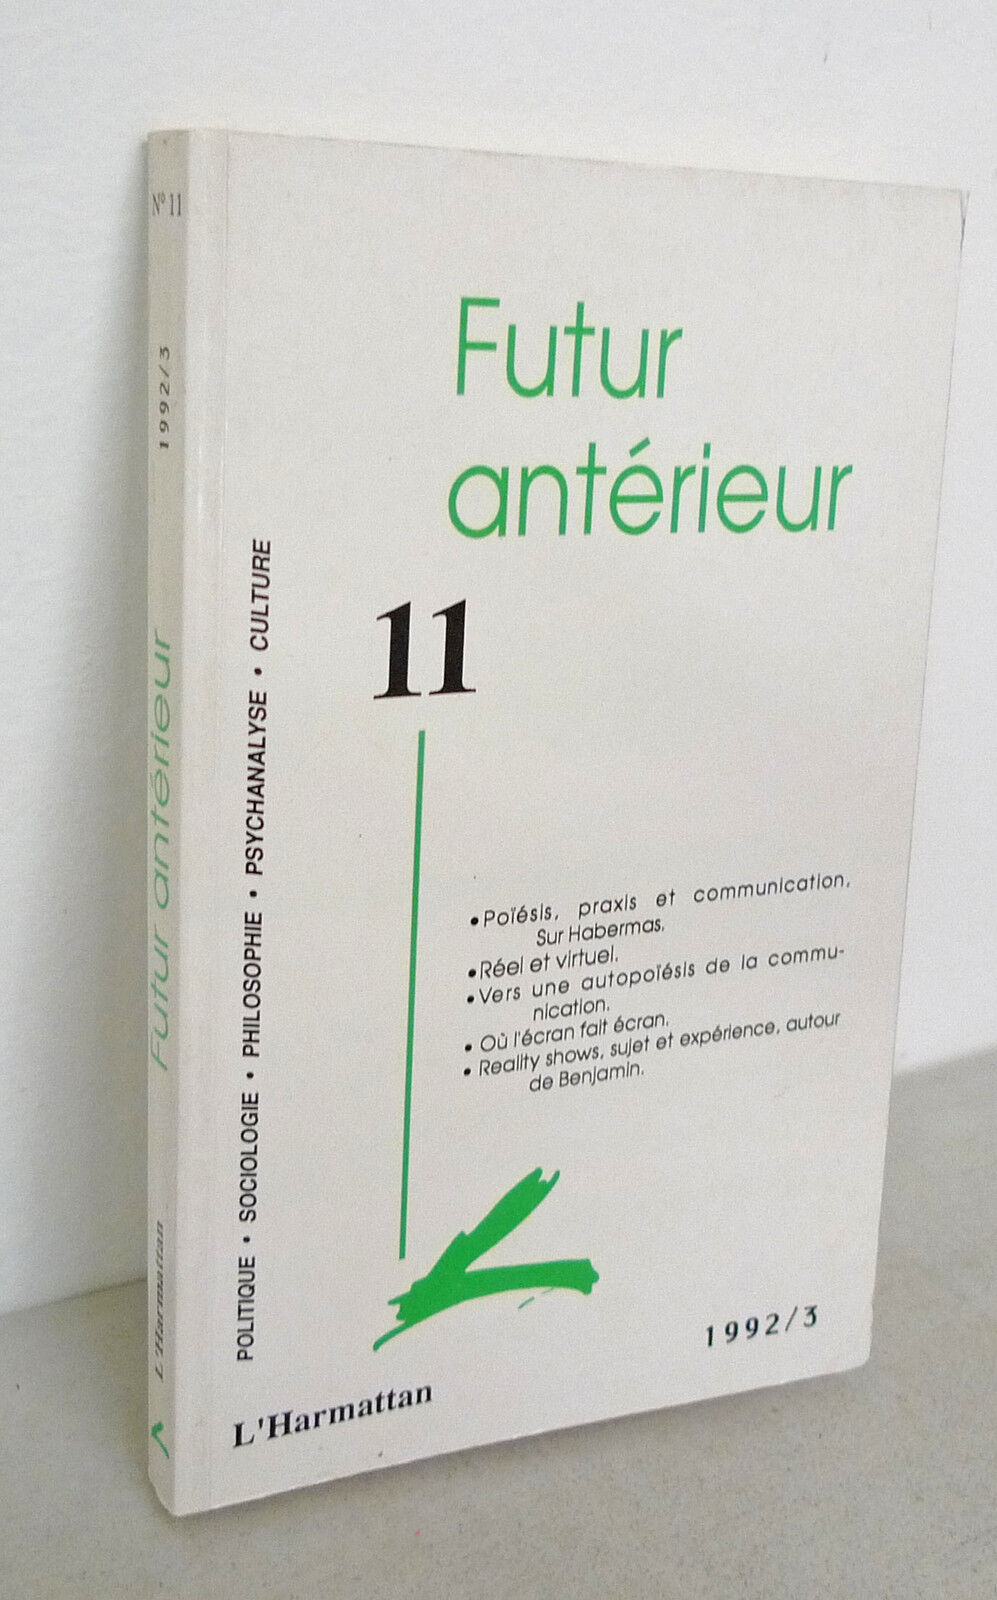 N° 11
1992/3
Futur antérieur
L'Harmattan
Futur
antérieur
11
POLITIQUE • SOCIOLOGIE • PHILOSOPHIE • PSYCHANALYSE • CULTURE
• Poïésis, praxis et communication,
Sur Habermas.
• Réel et virtuel.
• Vers une autopoïésis de la commu-
nication.
• Où l'écran fait écran.
• Reality shows, sujet et expérience, autour
de Benjamin.
1992/3
L'Harmattan